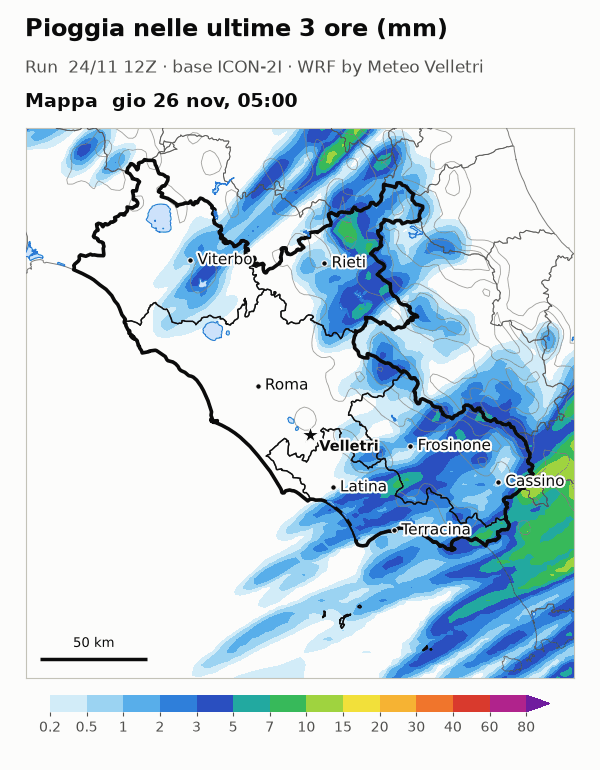 Pioggia nelle ultime 3 ore (mm)
Run  24/11 12Z · base ICON-2I · WRF by Meteo Velletri
Mappa  gio 26 nov, 05:00
Viterbo
Rieti
Roma
Velletri
Frosinone
Latina
Cassino
Terracina
50 km
0.2 0.5 1 2 3 5 7 10 15 20 30 40 60 80